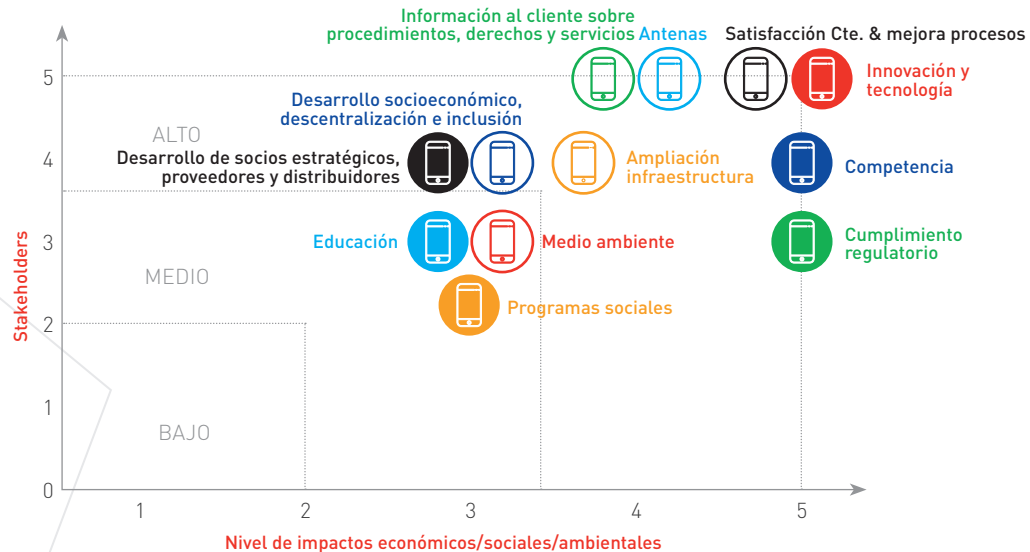 Información al cliente sobre
procedimientos, derechos y servicios
Antenas
Satisfacción Cte. & mejora procesos
Innovación y
tecnología
Desarrollo socioeconómico,
descentralización e inclusión
ALTO
Desarrollo de socios estratégicos,
proveedores y distribuidores
Ampliación
infraestructura
Competencia
Educación
Medio ambiente
Cumplimiento
regulatorio
MEDIO
Programas sociales
BAJO
Stakeholders
5
4
3
2
1
0
1 2 3 4 5
Nivel de impactos económicos/sociales/ambientales